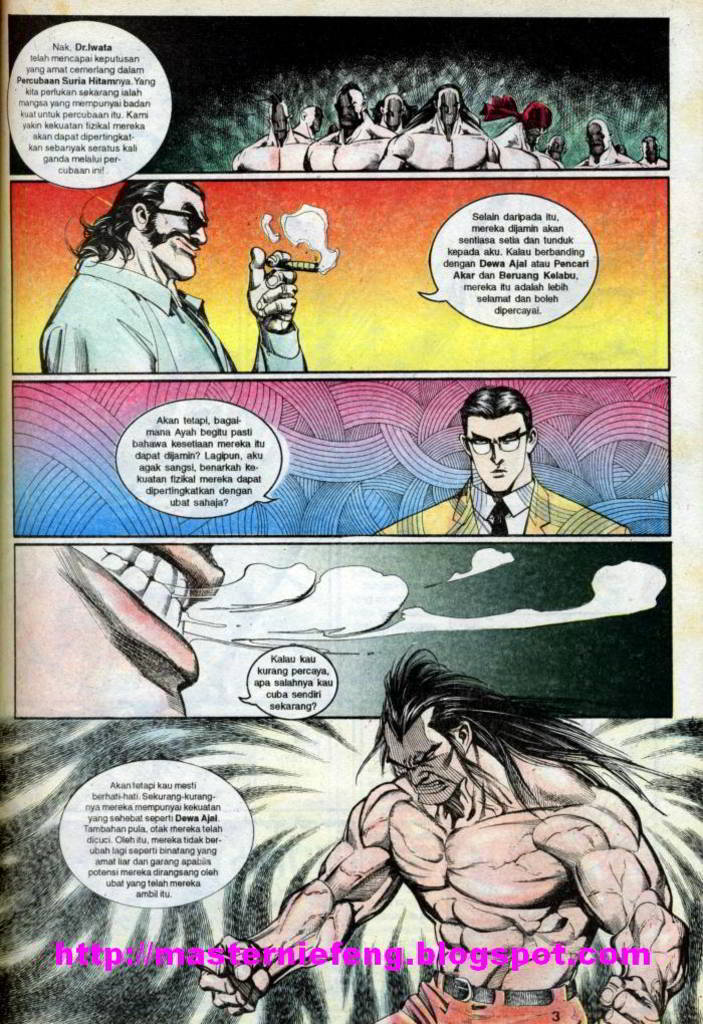 Nak, Dr.Iwata
telah mencapai keputusan
yang amat cemerlang dalam
Percubaan Suria Hitamnya. Yang
kita perlukan sekarang ialah
mangsa yang mempunyai badan
kuat untuk percubaan itu. Kami
yakin kekuatan fizikal mereka
akan dapat dipertingkat-
kan sebanyak seratus kali
ganda melalui per-
cubaan ini!
Selain daripada itu,
mereka dijamin akan
sentiasa setia dan tunduk
kepada aku. Kalau berbanding
dengan Dewa Ajal atau Pencari
Akar dan Beruang Kelabu,
mereka itu adalah lebih
selamat dan boleh
dipercayai.
Akan tetapi, bagai-
mana Ayah begitu pasti
bahawa kesetiaan mereka itu
dapat dijamin? Lagipun, aku
agak sangsi, benarkah ke-
kuatan fizikal mereka dapat
dipertingkatkan dengan
ubat sahaja?
Kalau kau
kurang percaya,
apa salahnya kau
cuba sendiri
sekarang?
Akan tetapi kau mesti
berhati-hati. Sekurang-kurang-
nya mereka mempunyai kekuatan
yang sehebat seperti Dewa Ajal.
Tambahan pula, otak mereka telah
dicuci. Oleh itu, mereka tidak ber-
ubah lagi seperti binatang yang
amat liar dan garang apabila
potensi mereka dirangsang oleh
ubat yang telah mereka
ambil itu.
http://masterniefeng.blogspot.com
3